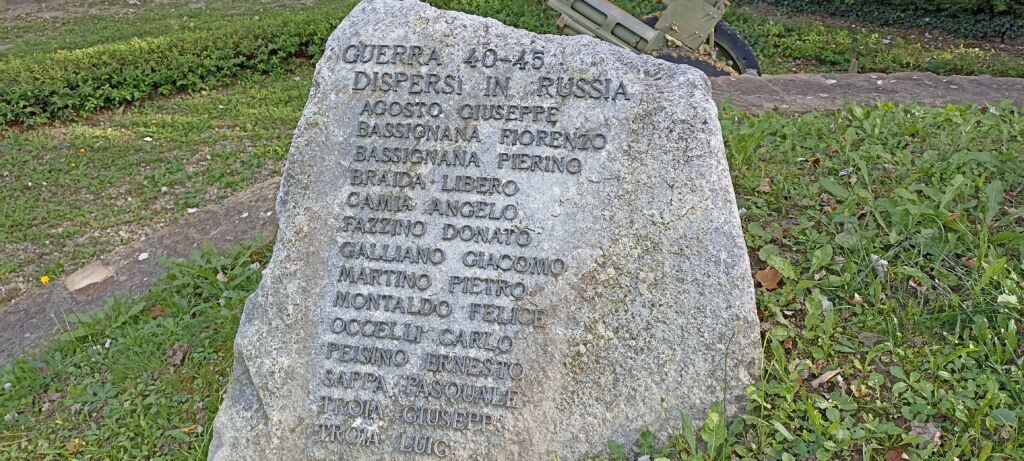 GUERRA 40-45
DISPERSI IN RUSSIA
AGOSTO GIUSEPPE
BASSIGNANA FIORENZO
BASSIGNANA PIERINO
BRAIDA LIBERO
CAMIA ANGELO
FAZZINO DONATO
GALLIANO GIACOMO
MARTINO PIETRO
MONTALDO FELICE
OCCELLI CARLO
PEISINO ERNESTO
SAPPA PASQUALE
TROIA GIUSEPP
TROIA LUIG